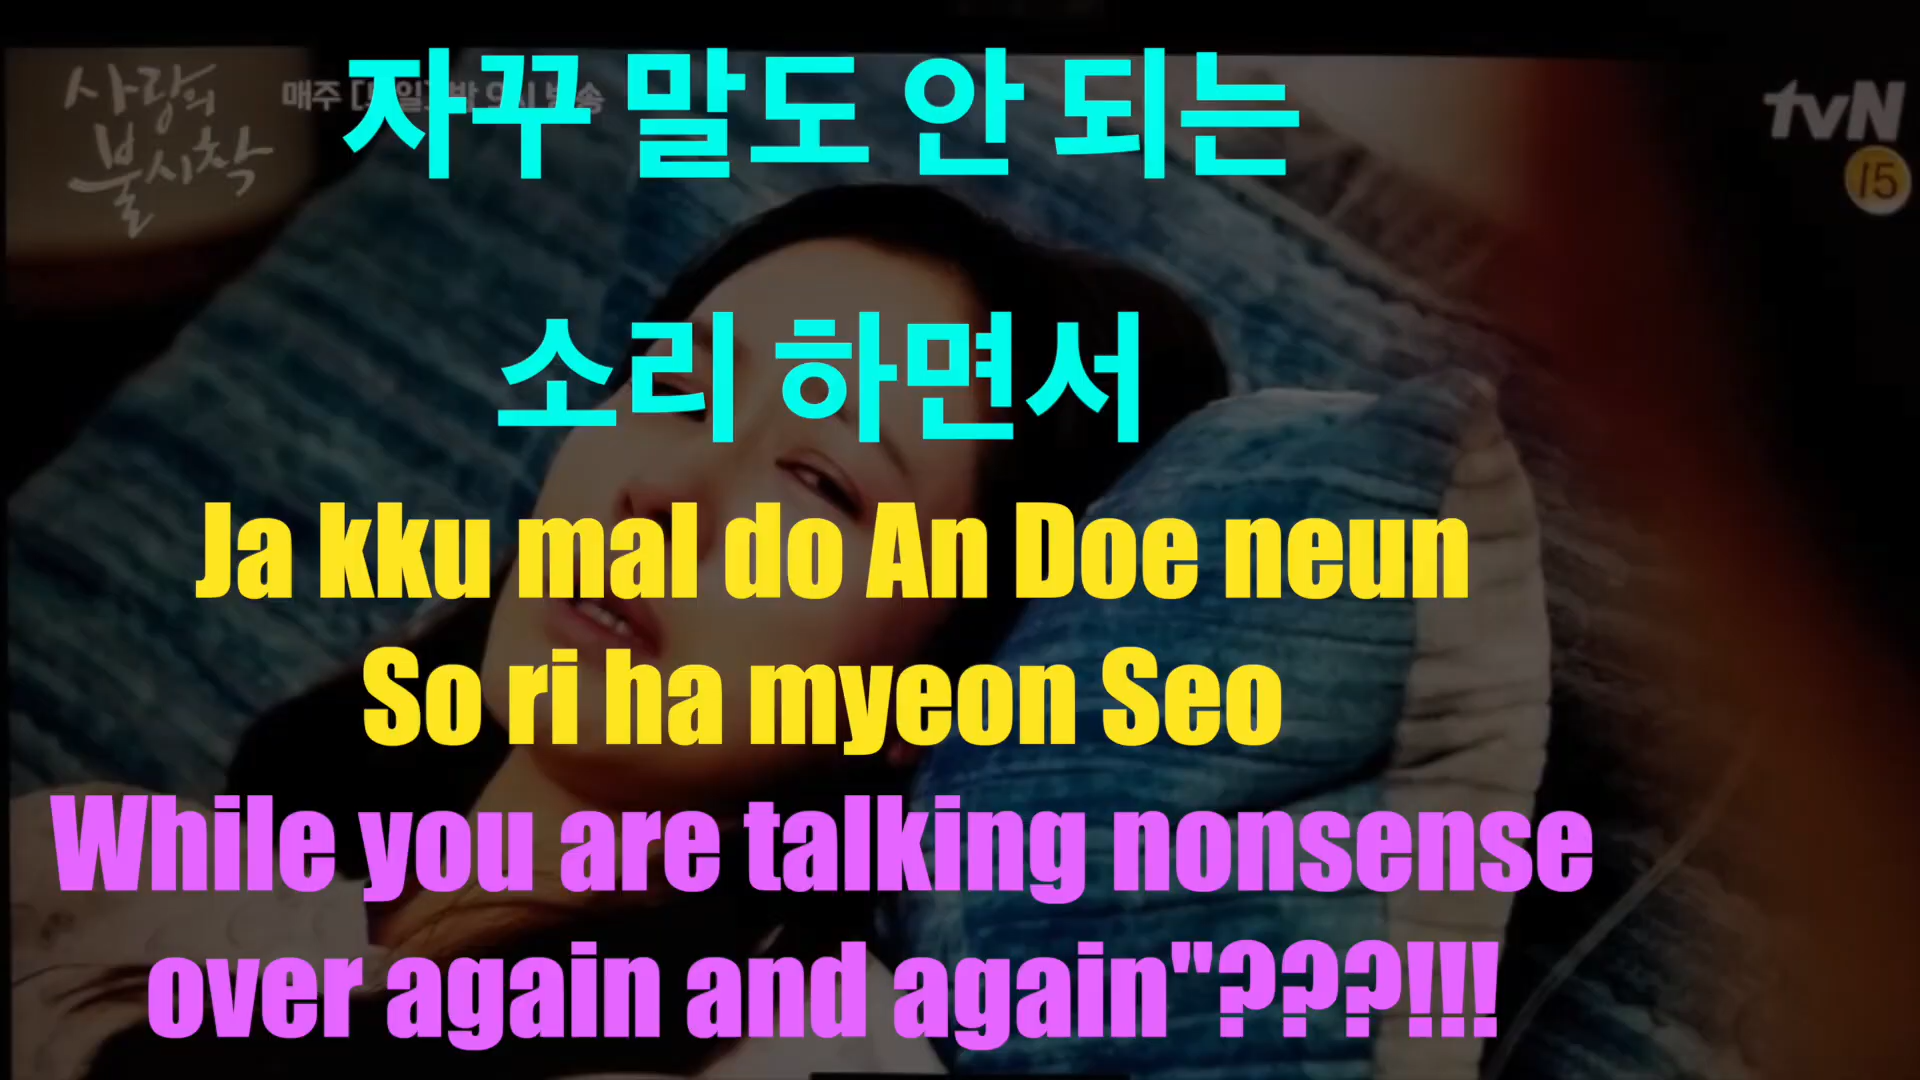 사랑의
불시착
매주
tvN
15
자꾸 말도 안 되는
소리 하면서
Ja kku mal do An Doe neun
So ri ha myeon Seo
While you are talking nonsense
over again and again"???!!!